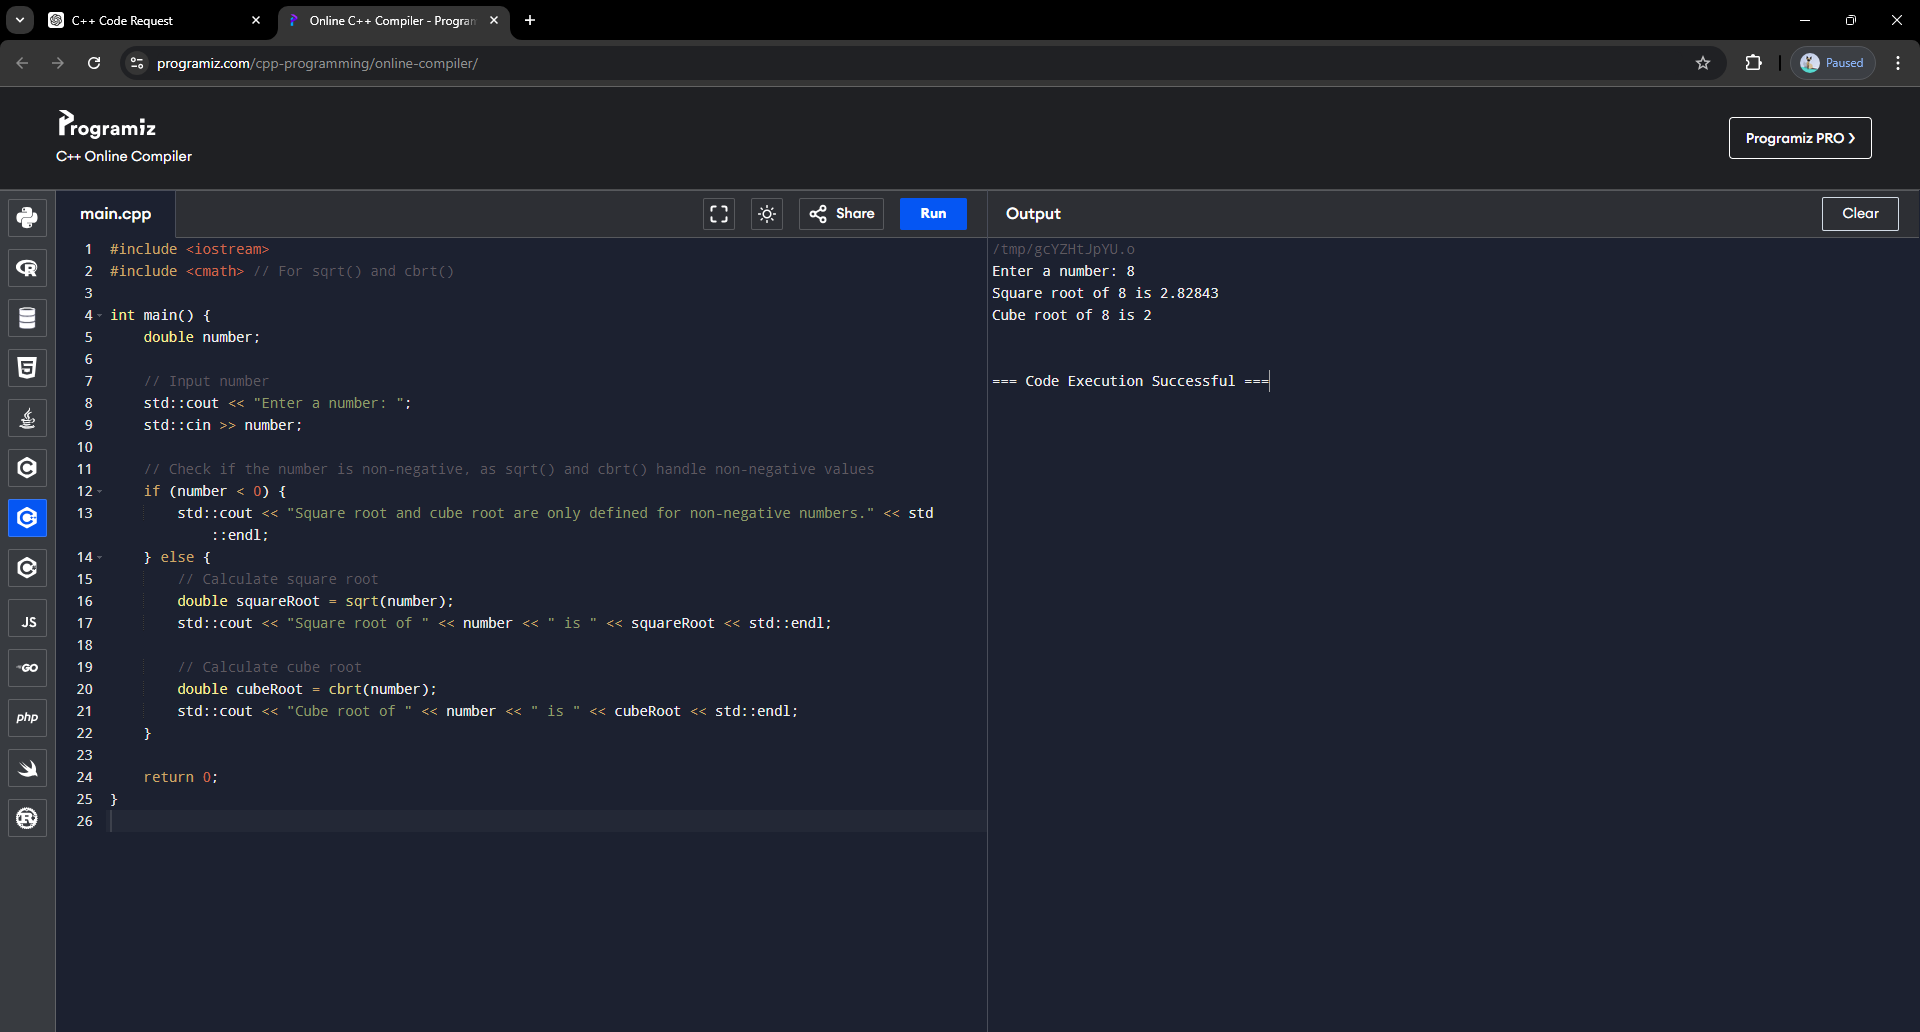 C++ Code Request
Online C++ Compiler - Program
programiz.com/cpp-programming/online-compiler/
Paused
Programiz
C++ Online Compiler
Programiz PRO ❯
main.cpp
Share
Run
Output
Clear
1 #include <iostream>
2 #include <cmath> // For sqrt() and cbrt()
3
4 int main() {
5 double number;
6
7 // Input number
8 std::cout << "Enter a number: ";
9 std::cin >> number;
10
11 // Check if the number is non-negative, as sqrt() and cbrt() handle non-negative values
12 if (number < 0) {
13 std::cout << "Square root and cube root are only defined for non-negative numbers." << std
::endl;
14 } else {
15 // Calculate square root
16 double squareRoot = sqrt(number);
17 std::cout << "Square root of " << number << " is " << squareRoot << std::endl;
18
19 // Calculate cube root
20 double cubeRoot = cbrt(number);
21 std::cout << "Cube root of " << number << " is " << cubeRoot << std::endl;
22 }
23
24 return 0;
25 }
26
/tmp/gcYZHtJpYU.o
Enter a number: 8
Square root of 8 is 2.82843
Cube root of 8 is 2
=== Code Execution Successful ===
JS
GO
php